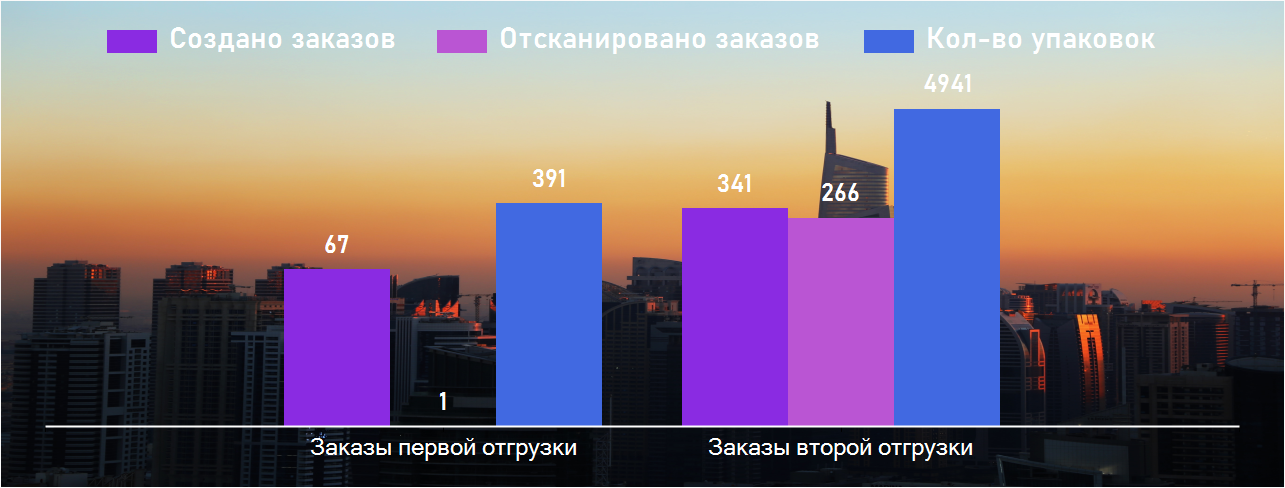 Создано заказов Отсканировано заказов Кол-во упаковок
4941
391 341 266
67
1
Заказы первой отгрузки Заказы второй отгрузки